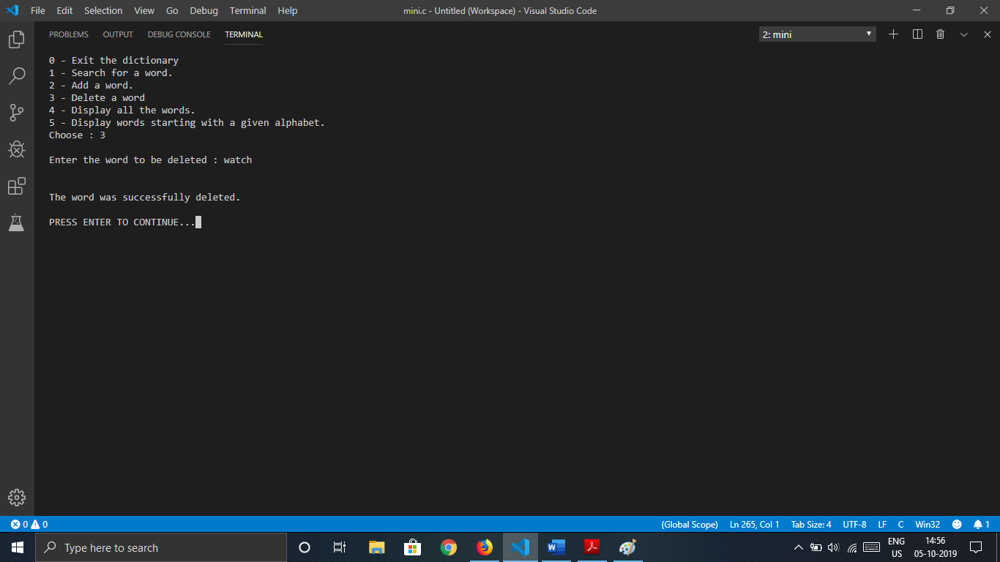 File Edit Selection View Go Debug Terminal Help
mini.c - Untitled (Workspace) - Visual Studio Code
PROBLEMS OUTPUT DEBUG CONSOLE TERMINAL
2: mini
0 - Exit the dictionary
1 - Search for a word.
2 - Add a word.
3 - Delete a word
4 - Display all the words.
5 - Display words starting with a given alphabet.
Choose : 3
Enter the word to be deleted : watch
The word was successfully deleted.
PRESS ENTER TO CONTINUE...
0 0 (Global Scope) Ln 265, Col 1 Tab Size: 4 UTF-8 LF C Win32 1
Type here to search
W
ENG
US
14:56
05-10-2019